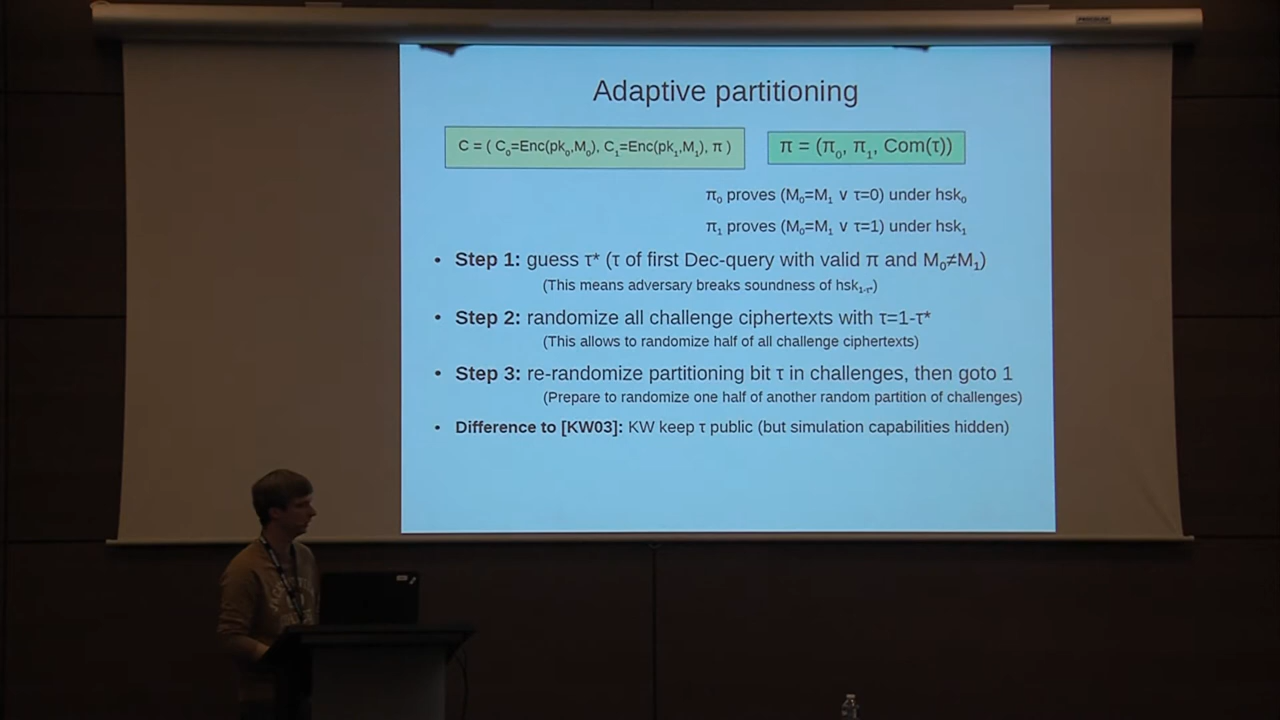 Adaptive partitioning
C = ( C₀=Enc(pk₀,M₀), C₁=Enc(pk₁,M₁), π )
π = (π₀, π₁, Com(τ))
π₀ proves (M₀=M₁ ∨ τ=0) under hsk₀
π₁ proves (M₀=M₁ ∨ τ=1) under hsk₁
• Step 1: guess τ* (τ of first Dec-query with valid π and M₀≠M₁)
(This means adversary breaks soundness of hsk₁₋τ*)
• Step 2: randomize all challenge ciphertexts with τ=1-τ*
(This allows to randomize half of all challenge ciphertexts)
• Step 3: re-randomize partitioning bit τ in challenges, then goto 1
(Prepare to randomize one half of another random partition of challenges)
• Difference to [KW03]: KW keep τ public (but simulation capabilities hidden)